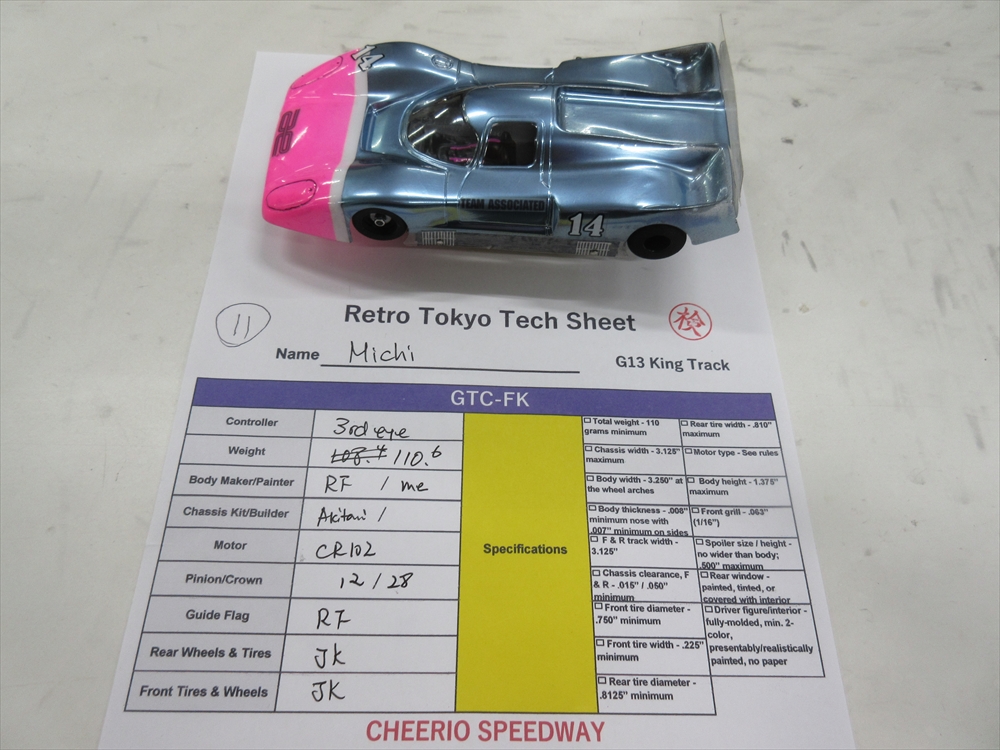 14
TEAM ASSOCIATED
14
11
Retro Tokyo Tech Sheet
検
Name Michi
G13 King Track
GTC-FK
Controller 3rd eye
Weight 108.4 /110.6
Body Maker/Painter RF / me
Chassis Kit/Builder Akitani /
Motor CR102
Pinion/Crown 12 / 28
Guide Flag RF
Rear Wheels & Tires JK
Front Tires & Wheels JK
Specifications
Total weight - 110
grams minimum
Rear tire width - .810"
maximum
Chassis width - 3.125"
maximum
Motor type - See rules
Body width - 3.250" at
the wheel arches
Body height - 1.375"
maximum
Body thickness - .008"
minimum nose with
.007" minimum on sides
Front grill - .063"
(1/16")
F & R track width -
3.125"
Spoiler size / height -
no wider than body;
.500" maximum
Chassis clearance, F
& R - .015" / .050"
minimum
Rear window -
painted, tinted, or
covered with interior
Front tire diameter -
.750" minimum
Driver figure/interior -
fully-molded, min. 2-
color,
presentably/realistically
painted, no paper
Front tire width - .225"
minimum
Rear tire diameter -
.8125" minimum
CHEERIO SPEEDWAY